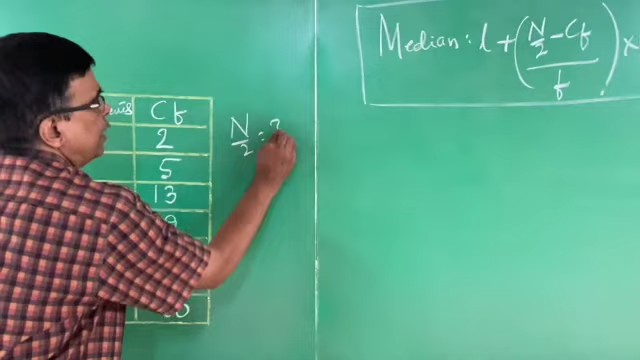 Median: l + ( N/2 - Cf / f ) x
Cf
2
N/2 :
5
13